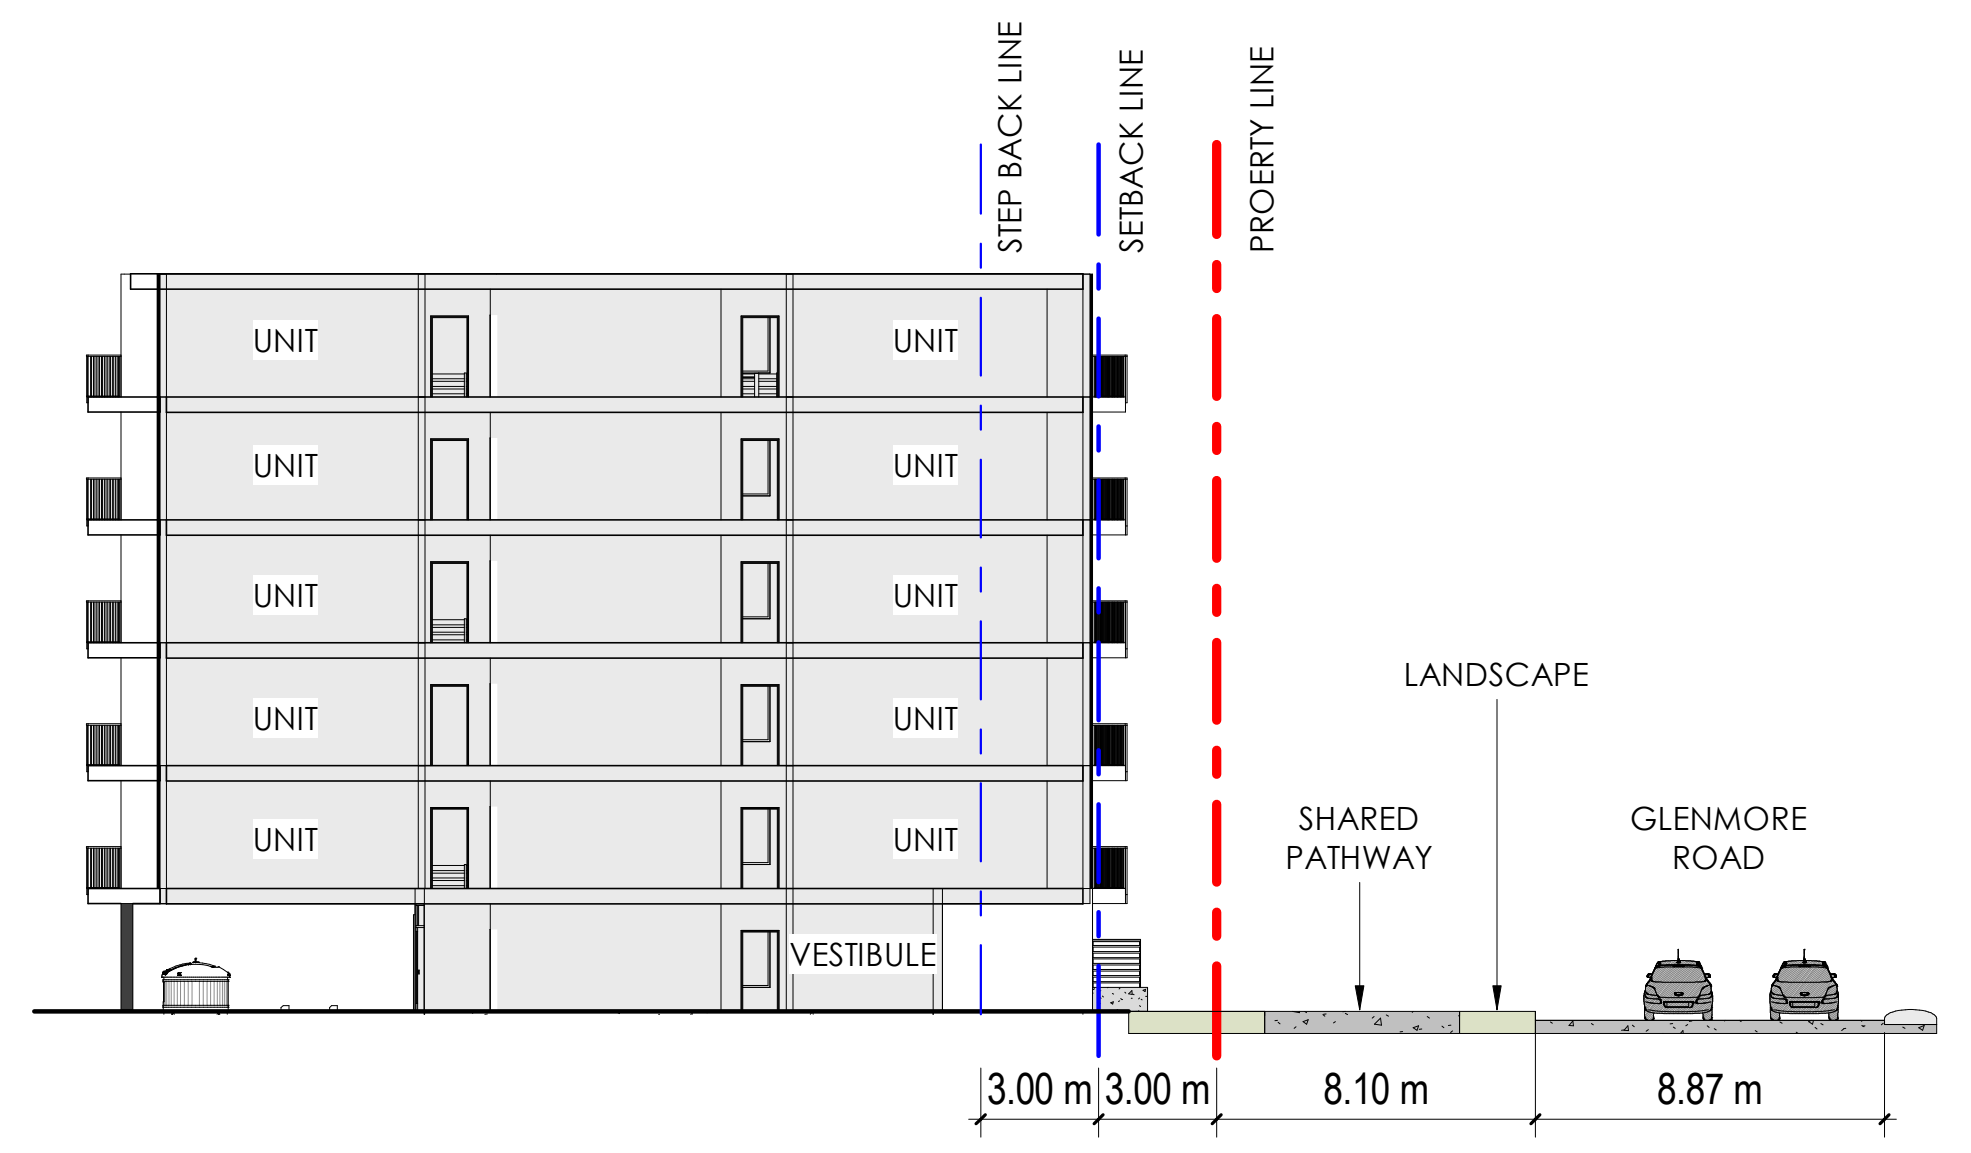 STEP BACK LINE
SETBACK LINE
PROERTY LINE
UNIT
UNIT
UNIT
UNIT
UNIT
UNIT
UNIT
UNIT
UNIT
UNIT
VESTIBULE
LANDSCAPE
SHARED
PATHWAY
GLENMORE
ROAD
3.00 m
3.00 m
8.10 m
8.87 m